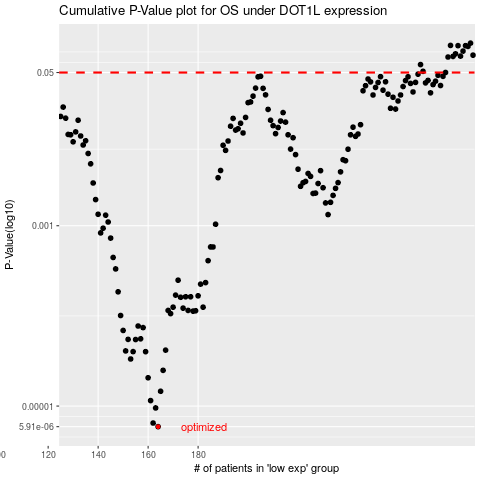 Cumulative P-Value plot for OS under DOT1L expression
P-Value(log10)
0.05
0.001
0.00001
5.91e-06
optimized
120 140 160 180
# of patients in 'low exp' group